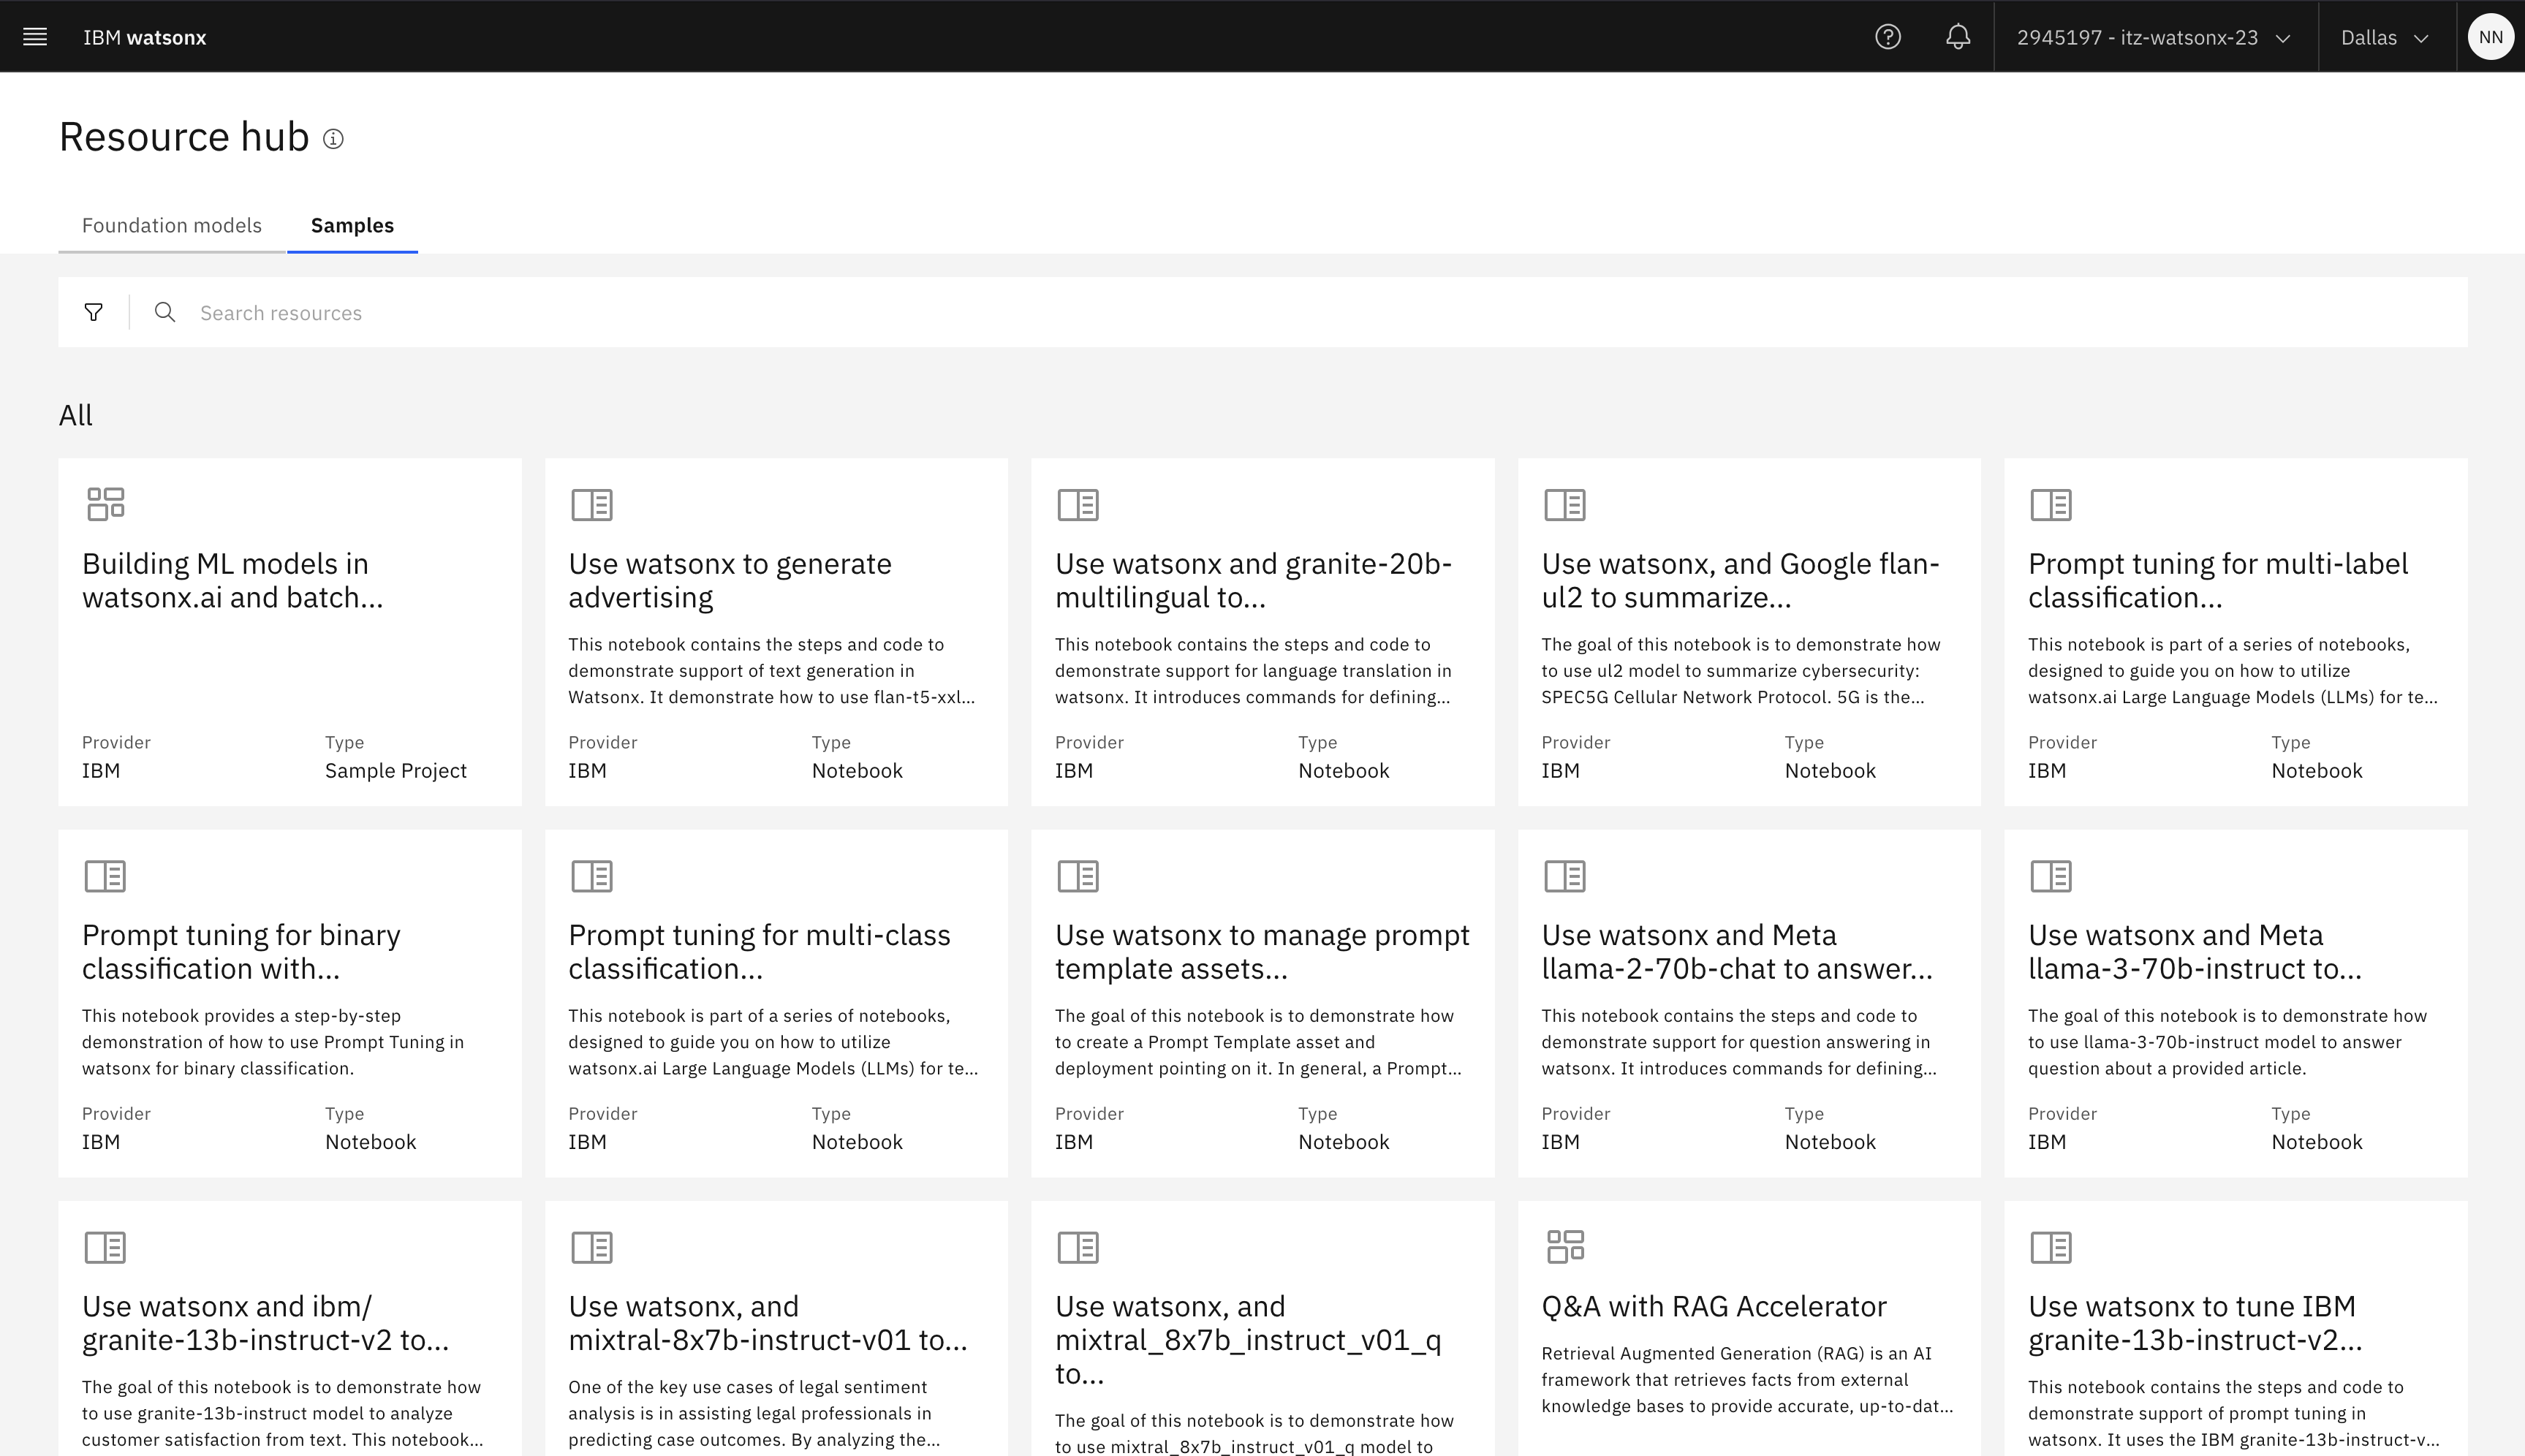 IBM watsonx
2945197 - itz-watsonx-23
Dallas
NN
Resource hub
Foundation models
Samples
Search resources
All
Building ML models in
watsonx.ai and batch...
Provider
Type
IBM
Sample Project
Use watsonx to generate
advertising
This notebook contains the steps and code to
demonstrate support of text generation in
Watsonx. It demonstrate how to use flan-t5-xxl...
Provider
Type
IBM
Notebook
Use watsonx and granite-20b-
multilingual to...
This notebook contains the steps and code to
demonstrate support for language translation in
watsonx. It introduces commands for defining...
Provider
Type
IBM
Notebook
Use watsonx, and Google flan-
ul2 to summarize...
The goal of this notebook is to demonstrate how
to use ul2 model to summarize cybersecurity:
SPEC5G Cellular Network Protocol. 5G is the...
Provider
Type
IBM
Notebook
Prompt tuning for multi-label
classification...
This notebook is part of a series of notebooks,
designed to guide you on how to utilize
watsonx.ai Large Language Models (LLMs) for te...
Provider
Type
IBM
Notebook
Prompt tuning for binary
classification with...
This notebook provides a step-by-step
demonstration of how to use Prompt Tuning in
watsonx for binary classification.
Provider
Type
IBM
Notebook
Prompt tuning for multi-class
classification...
This notebook is part of a series of notebooks,
designed to guide you on how to utilize
watsonx.ai Large Language Models (LLMs) for te...
Provider
Type
IBM
Notebook
Use watsonx to manage prompt
template assets...
The goal of this notebook is to demonstrate how
to create a Prompt Template asset and
deployment pointing on it. In general, a Prompt...
Provider
Type
IBM
Notebook
Use watsonx and Meta
llama-2-70b-chat to answer...
This notebook contains the steps and code to
demonstrate support for question answering in
watsonx. It introduces commands for defining...
Provider
Type
IBM
Notebook
Use watsonx and Meta
llama-3-70b-instruct to...
The goal of this notebook is to demonstrate how
to use llama-3-70b-instruct model to answer
question about a provided article.
Provider
Type
IBM
Notebook
Use watsonx and ibm/
granite-13b-instruct-v2 to...
The goal of this notebook is to demonstrate how
to use granite-13b-instruct model to analyze
customer satisfaction from text. This notebook...
Use watsonx, and
mixtral-8x7b-instruct-v01 to...
One of the key use cases of legal sentiment
analysis is in assisting legal professionals in
predicting case outcomes. By analyzing the...
Use watsonx, and
mixtral_8x7b_instruct_v01_q
to...
The goal of this notebook is to demonstrate how
to use mixtral_8x7b_instruct_v01_q model to
Q&A with RAG Accelerator
Retrieval Augmented Generation (RAG) is an AI
framework that retrieves facts from external
knowledge bases to provide accurate, up-to-dat...
Use watsonx to tune IBM
granite-13b-instruct-v2...
This notebook contains the steps and code to
demonstrate support of prompt tuning in
watsonx. It uses the IBM granite-13b-instruct-v...